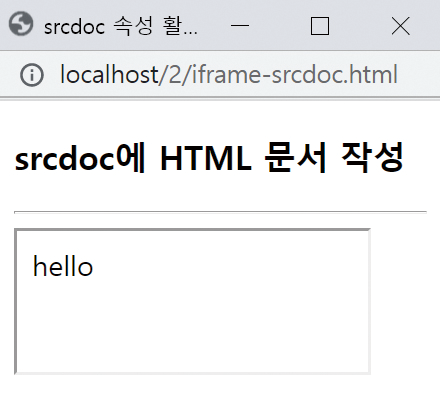 srcdoc 속성 활...
localhost/2/iframe-srcdoc.html
srcdoc에 HTML 문서 작성
hello